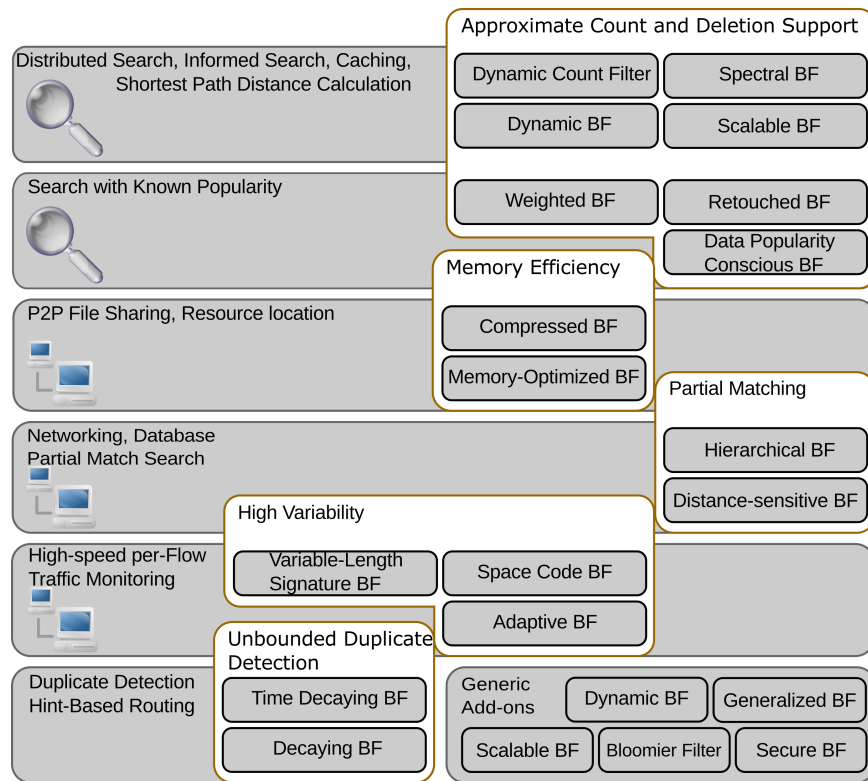 Approximate Count and Deletion Support
Distributed Search, Informed Search, Caching,
Shortest Path Distance Calculation
Dynamic Count Filter
Spectral BF
Dynamic BF
Scalable BF
Search with Known Popularity
Weighted BF
Retouched BF
Data Popularity
Conscious BF
Memory Efficiency
P2P File Sharing, Resource location
Compressed BF
Memory-Optimized BF
Partial Matching
Networking, Database
Partial Match Search
Hierarchical BF
Distance-sensitive BF
High Variability
High-speed per-Flow
Traffic Monitoring
Variable-Length
Signature BF
Space Code BF
Adaptive BF
Unbounded Duplicate
Detection
Duplicate Detection
Hint-Based Routing
Time Decaying BF
Decaying BF
Generic
Add-ons
Dynamic BF
Generalized BF
Scalable BF
Bloomier Filter
Secure BF